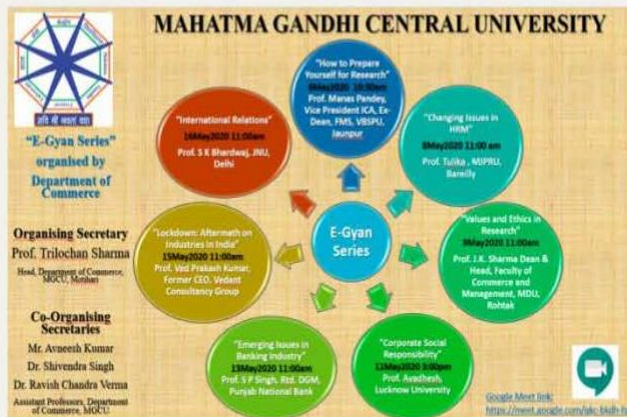 MAHATMA GANDHI CENTRAL UNIVERSITY
"E-Gyan Series"
organised by
Department of
Commerce
Organising Secretary
Prof. Trilochan Sharma
Head, Department of Commerce,
MGCU, Motihari
Co-Organising
Secretaries
Mr. Avneesh Kumar
Dr. Shivendra Singh
Dr. Ravish Chandra Verma
Assistant Professors, Department
of Commerce, MGCU
E-Gyan
Series
"How to Prepare
Yourself for Research"
10:30am
Prof. Manas Pandey,
Vice President ICA, Ex-
Dean, FMS, VBSPU,
Jaunpur
"Changing Issues in
HRM"
8May2020 11:00 am
Prof. Tulika , MJPRU,
Bareilly
"Values and Ethics in
Research"
9May2020 11:00am
Prof. J.K. Sharma Dean &
Head, Faculty of
Commerce and
Management, MDU,
Rohtak
"Corporate Social
Responsibility"
11May2020 3:00pm
Prof. Avadhesh,
Lucknow University
"Emerging Issues in
Banking Industry"
13May2020 11:00am
Prof. S P Singh, Rtd. DGM,
Punjab National Bank
"Lockdown: Aftermath on
Industries in India"
15May2020 11:00am
Prof. Ved Prakash Kumar,
Former CEO, Vedant
Consultancy Group
"International Relations"
16May2020 11:00am
Prof. S K Bhardwaj, JNU,
Delhi
Google Meet link:
https://meet.google.com/